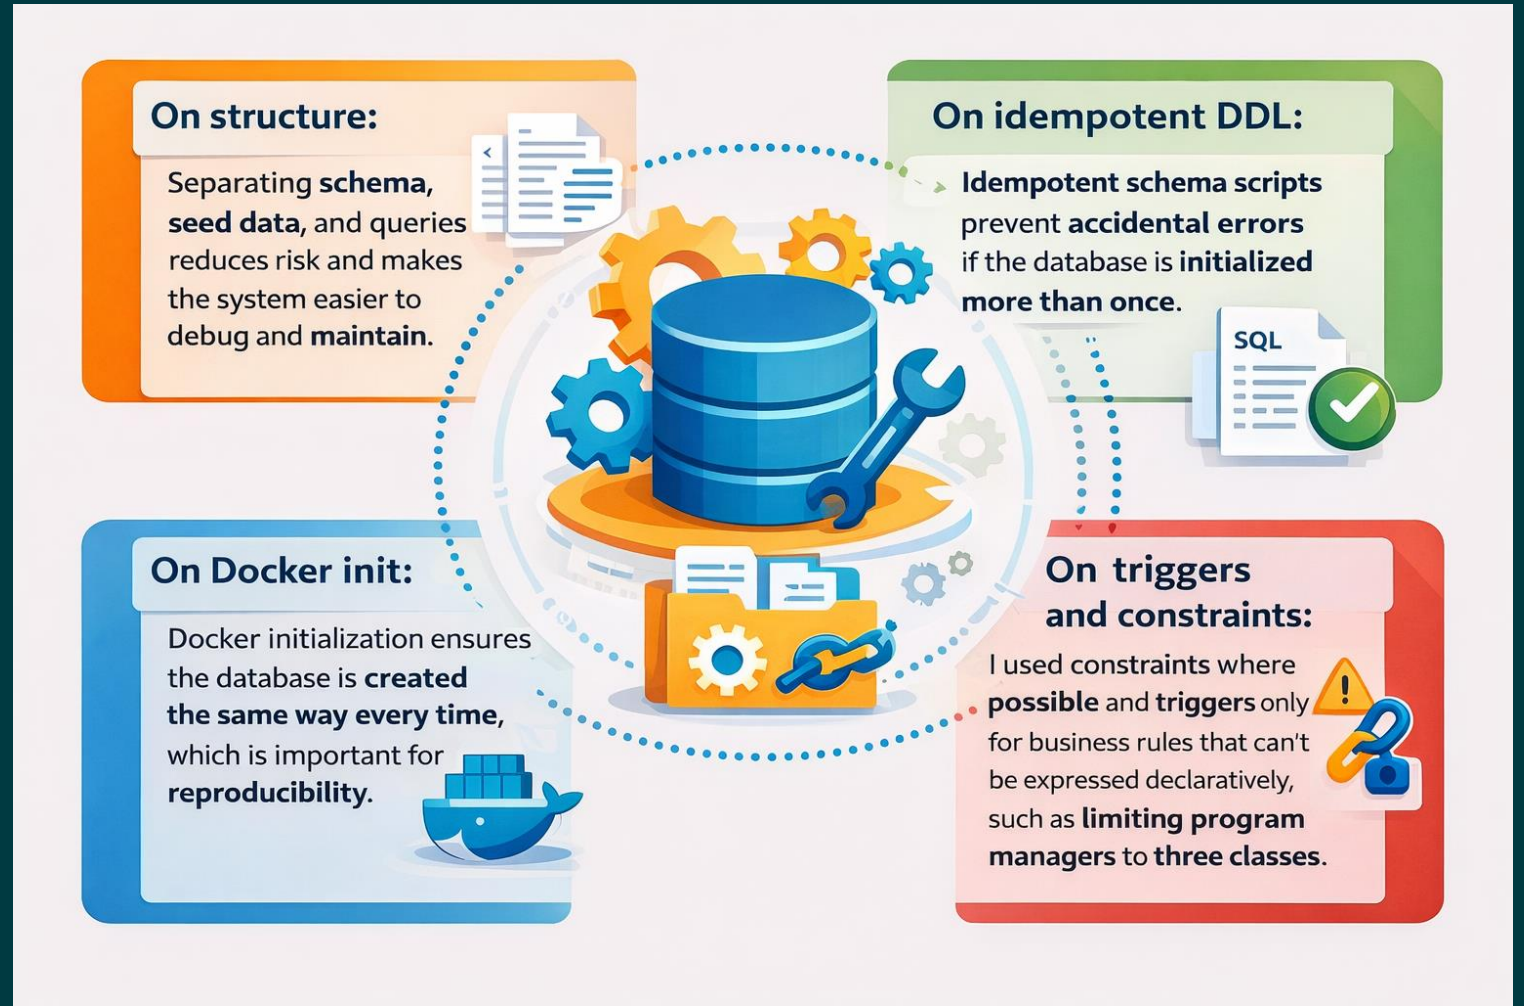 On structure:
Separating schema,
seed data, and queries
reduces risk and makes
the system easier to
debug and maintain.
On idempotent DDL:
Idempotent schema scripts
prevent accidental errors
if the database is initialized
more than once.
SQL
On Docker init:
Docker initialization ensures
the database is created
the same way every time,
which is important for
reproducibility.
On triggers
and constraints:
I used constraints where
possible and triggers only
for business rules that can't
be expressed declaratively,
such as limiting program
managers to three classes.